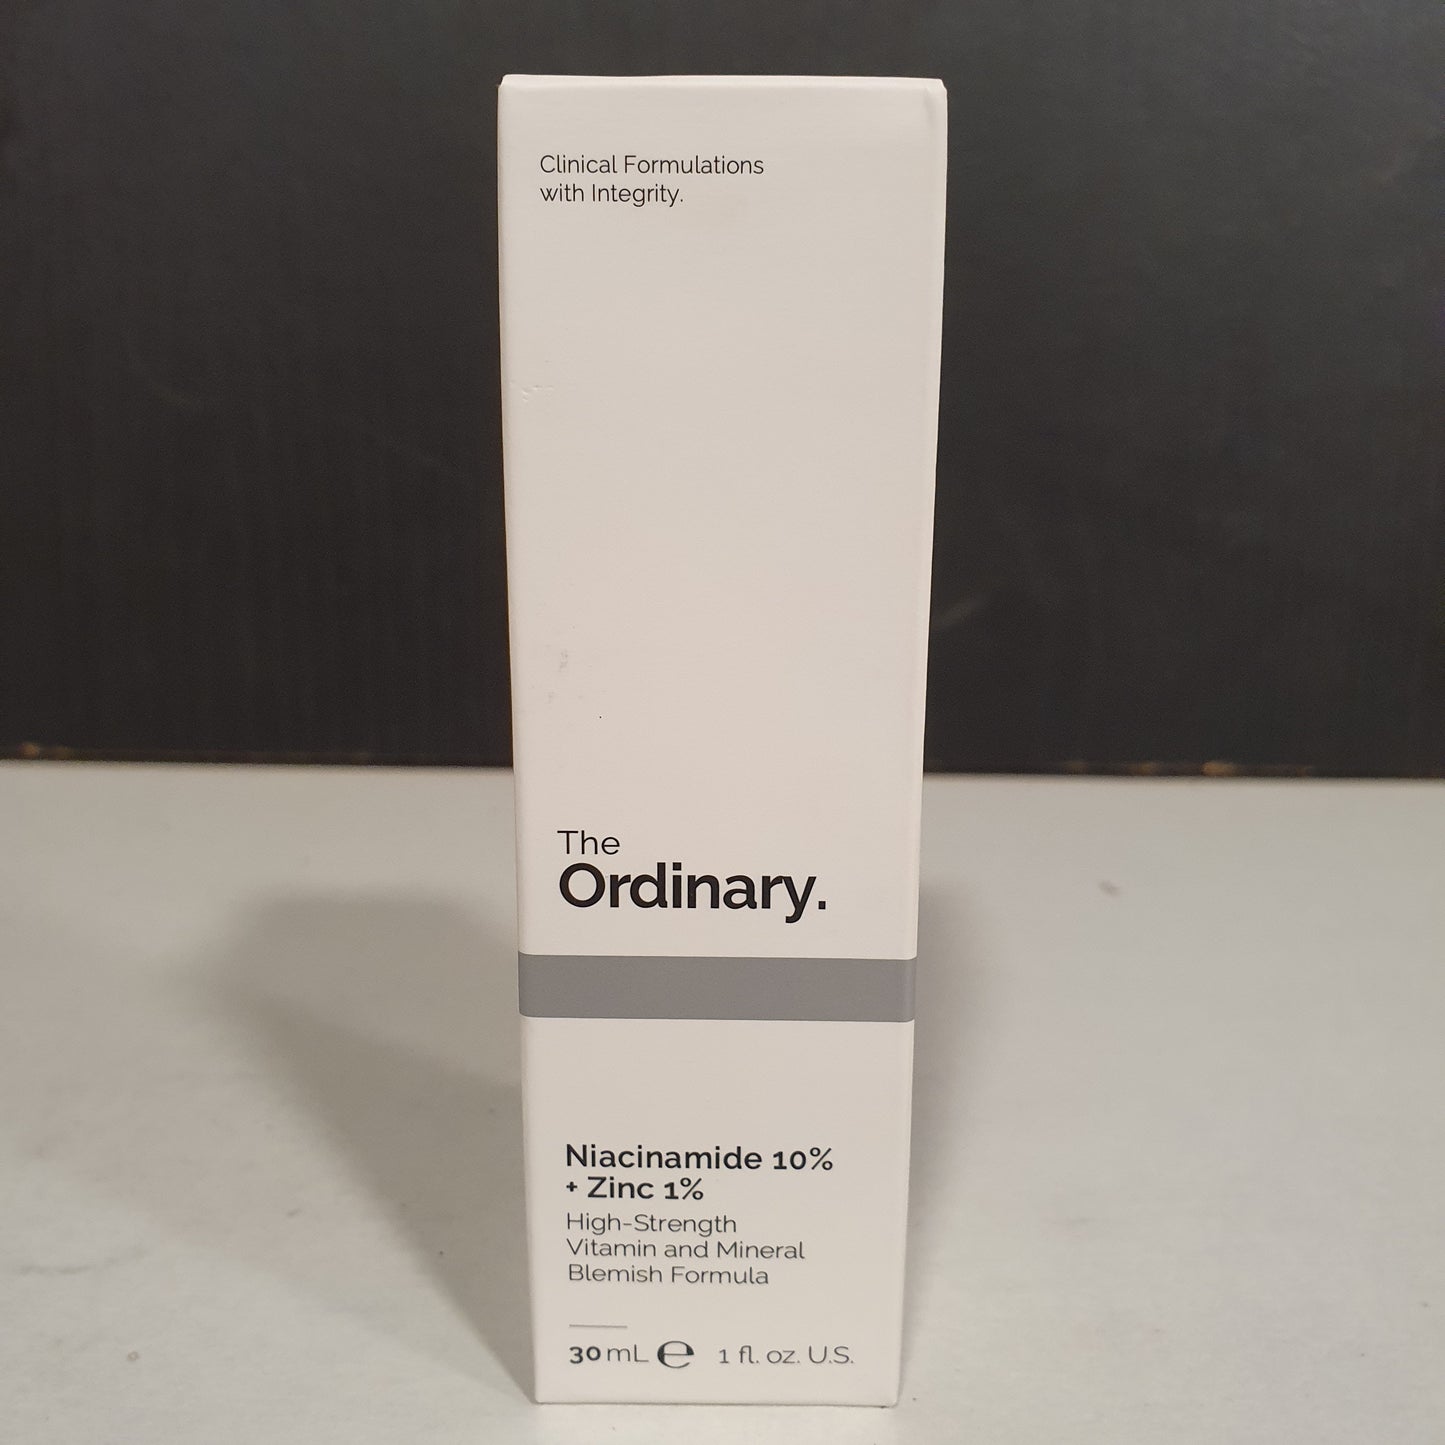 Clinical Formulations
with Integrity.
The
Ordinary.
Niacinamide 10%
+ Zinc 1%
High-Strength
Vitamin and Mineral
Blemish Formula
30 mL ℮ 1 fl. oz. U.S.